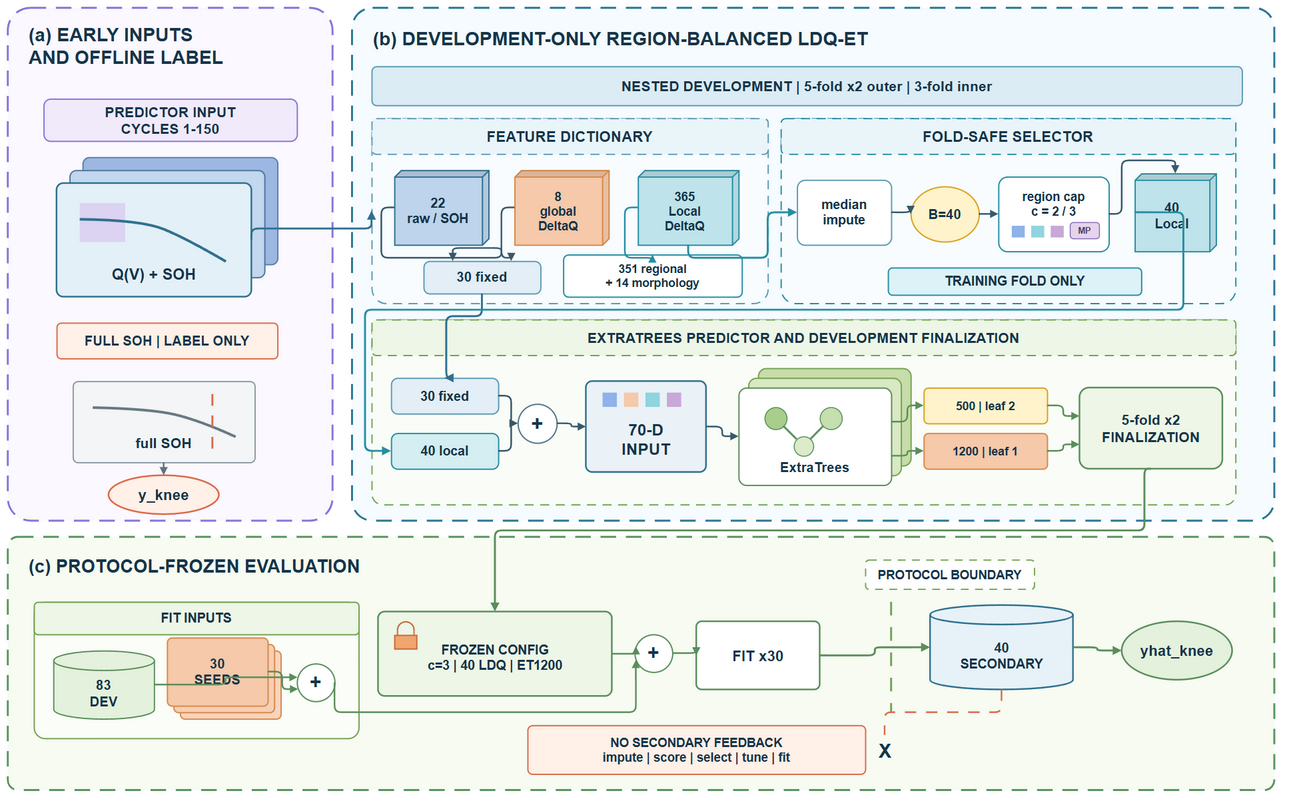 (a) EARLY INPUTS
AND OFFLINE LABEL
PREDICTOR INPUT
CYCLES 1-150
Q(V) + SOH
FULL SOH | LABEL ONLY
full SOH
y_knee
(b) DEVELOPMENT-ONLY REGION-BALANCED LDQ-ET
NESTED DEVELOPMENT | 5-fold x2 outer | 3-fold inner
FEATURE DICTIONARY
22
raw / SOH
8
global
DeltaQ
365
Local
DeltaQ
30 fixed
351 regional
+ 14 morphology
FOLD-SAFE SELECTOR
median
impute
B=40
region cap
c = 2 / 3
MP
40
Local
TRAINING FOLD ONLY
EXTRATREES PREDICTOR AND DEVELOPMENT FINALIZATION
30 fixed
40 local
+
70-D
INPUT
ExtraTrees
500 | leaf 2
1200 | leaf 1
5-fold x2
FINALIZATION
(c) PROTOCOL-FROZEN EVALUATION
FIT INPUTS
83
DEV
30
SEEDS
+
FROZEN CONFIG
c=3 | 40 LDQ | ET1200
+
FIT x30
PROTOCOL BOUNDARY
40
SECONDARY
yhat_knee
NO SECONDARY FEEDBACK
impute | score | select | tune | fit
X